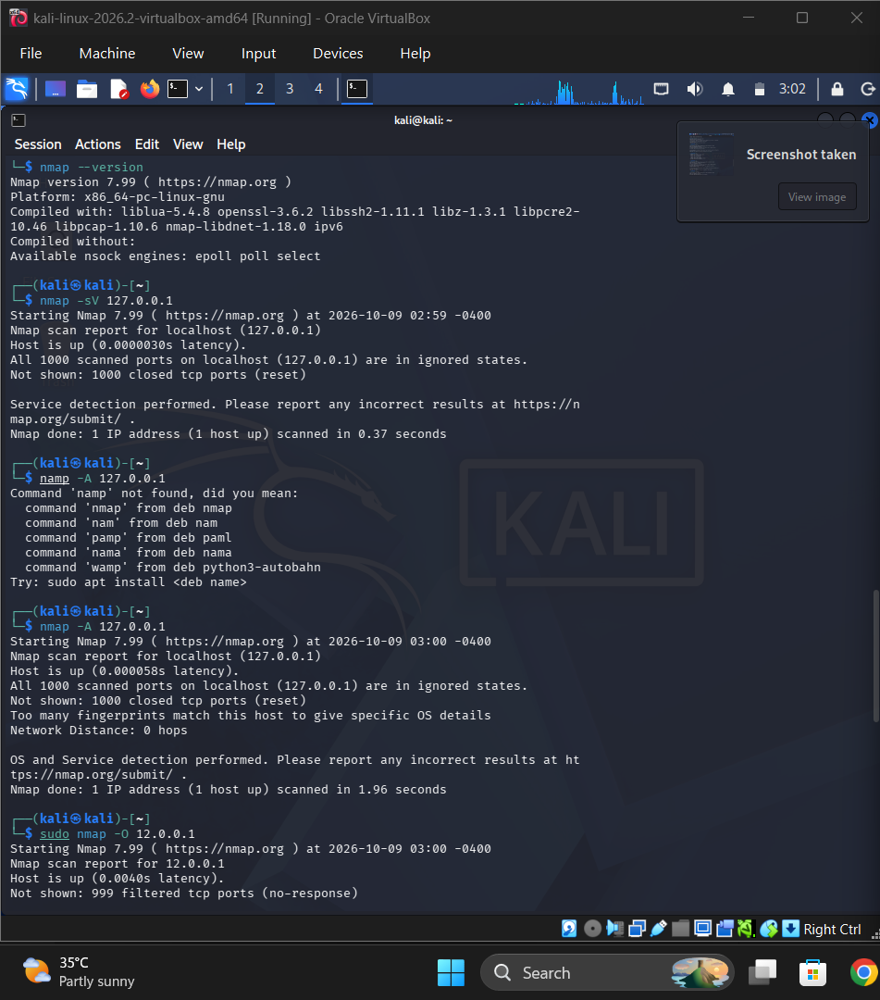 kali-linux-2026.2-virtualbox-amd64 [Running] - Oracle VirtualBox
File Machine View Input Devices Help
1 2 3 4 3:02
kali@kali: ~
Session Actions Edit View Help
Screenshot taken
View image
└─$ nmap --version
Nmap version 7.99 ( https://nmap.org )
Platform: x86_64-pc-linux-gnu
Compiled with: liblua-5.4.8 openssl-3.6.2 libssh2-1.11.1 libz-1.3.1 libpcre2-
10.46 libpcap-1.10.6 nmap-libdnet-1.18.0 ipv6
Compiled without:
Available nsock engines: epoll poll select
┌──(kali㉿kali)-[~]
└─$ nmap -sV 127.0.0.1
Starting Nmap 7.99 ( https://nmap.org ) at 2026-10-09 02:59 -0400
Nmap scan report for localhost (127.0.0.1)
Host is up (0.0000030s latency).
All 1000 scanned ports on localhost (127.0.0.1) are in ignored states.
Not shown: 1000 closed tcp ports (reset)
Service detection performed. Please report any incorrect results at https://n
map.org/submit/ .
Nmap done: 1 IP address (1 host up) scanned in 0.37 seconds
┌──(kali㉿kali)-[~]
└─$ namp -A 127.0.0.1
Command 'namp' not found, did you mean:
command 'nmap' from deb nmap
command 'nam' from deb nam
command 'pamp' from deb paml
command 'nama' from deb nama
command 'wamp' from deb python3-autobahn
Try: sudo apt install <deb name>
┌──(kali㉿kali)-[~]
└─$ nmap -A 127.0.0.1
Starting Nmap 7.99 ( https://nmap.org ) at 2026-10-09 03:00 -0400
Nmap scan report for localhost (127.0.0.1)
Host is up (0.000058s latency).
All 1000 scanned ports on localhost (127.0.0.1) are in ignored states.
Not shown: 1000 closed tcp ports (reset)
Too many fingerprints match this host to give specific OS details
Network Distance: 0 hops
OS and Service detection performed. Please report any incorrect results at ht
tps://nmap.org/submit/ .
Nmap done: 1 IP address (1 host up) scanned in 1.96 seconds
┌──(kali㉿kali)-[~]
└─$ sudo nmap -O 12.0.0.1
Starting Nmap 7.99 ( https://nmap.org ) at 2026-10-09 03:00 -0400
Nmap scan report for 12.0.0.1
Host is up (0.0040s latency).
Not shown: 999 filtered tcp ports (no-response)
KALI
Right Ctrl
35°C
Partly sunny
Search